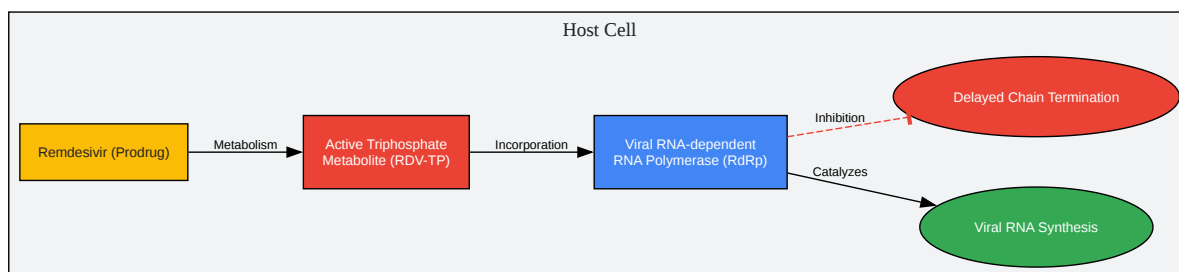 Host Cell
Remdesivir (Prodrug)
Metabolism
Active Triphosphate
Metabolite (RDV-TP)
Incorporation
Viral RNA-dependent
RNA Polymerase (RdRp)
Inhibition
Delayed Chain Termination
Catalyzes
Viral RNA Synthesis